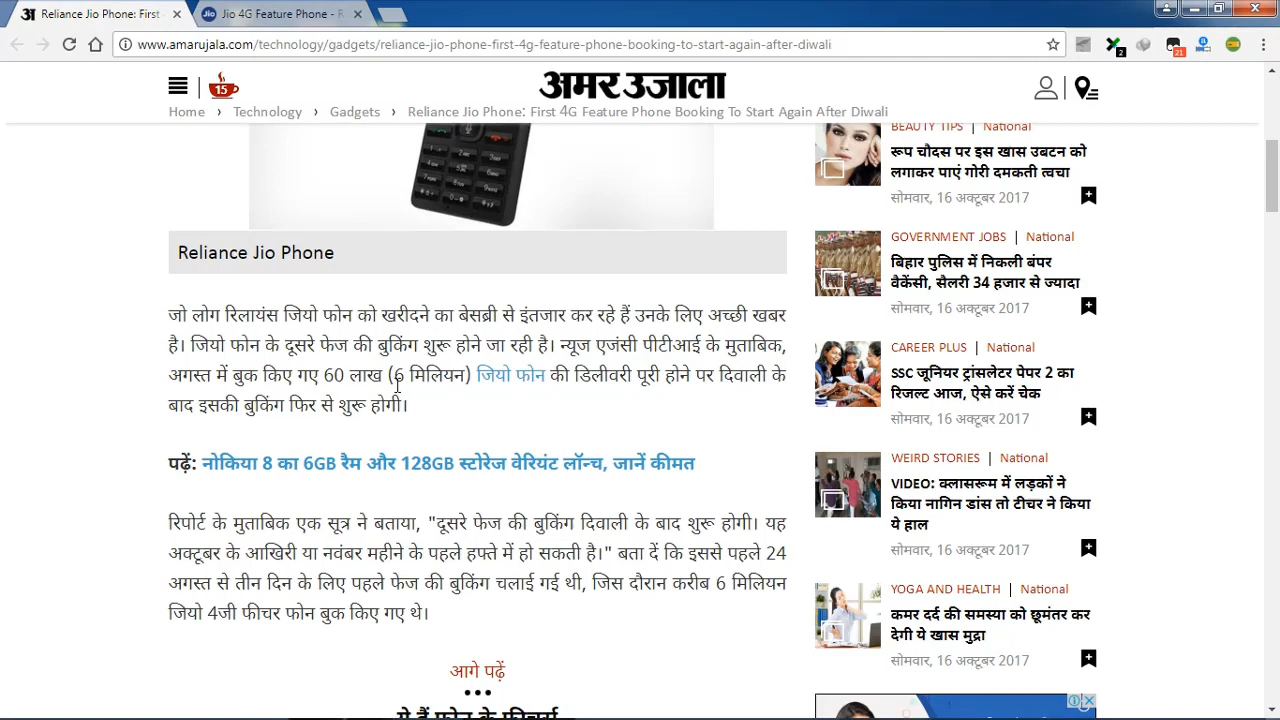 Reliance Jio Phone: First
Jio 4G Feature Phone - R
www.amarujala.com/technology/gadgets/reliance-jio-phone-first-4g-feature-phone-booking-to-start-again-after-diwali
2
21
15
अमर उजाला
Home › Technology › Gadgets › Reliance Jio Phone: First 4G Feature Phone Booking To Start Again After Diwali
Reliance Jio Phone
जो लोग रिलायंस जियो फोन को खरीदने का बेसब्री से इंतजार कर रहे हैं उनके लिए अच्छी खबर
है। जियो फोन के दूसरे फेज की बुकिंग शुरू होने जा रही है। न्यूज एजंसी पीटीआई के मुताबिक,
अगस्त में बुक किए गए 60 लाख (6 मिलियन) जियो फोन की डिलीवरी पूरी होने पर दिवाली के
बाद इसकी बुकिंग फिर से शुरू होगी।
पढ़ें: नोकिया 8 का 6GB रैम और 128GB स्टोरेज वेरियंट लॉन्च, जानें कीमत
रिपोर्ट के मुताबिक एक सूत्र ने बताया, "दूसरे फेज की बुकिंग दिवाली के बाद शुरू होगी। यह
अक्टूबर के आखिरी या नवंबर महीने के पहले हफ्ते में हो सकती है।" बता दें कि इससे पहले 24
अगस्त से तीन दिन के लिए पहले फेज की बुकिंग चलाई गई थी, जिस दौरान करीब 6 मिलियन
जियो 4जी फीचर फोन बुक किए गए थे।
आगे पढ़ें
ये हैं फोन के फीचर्स
BEAUTY TIPS | National
रूप चौदस पर इस खास उबटन को
लगाकर पाएं गोरी दमकती त्वचा
सोमवार, 16 अक्टूबर 2017
GOVERNMENT JOBS | National
बिहार पुलिस में निकली बंपर
वैकेंसी, सैलरी 34 हजार से ज्यादा
सोमवार, 16 अक्टूबर 2017
CAREER PLUS | National
SSC जूनियर ट्रांसलेटर पेपर 2 का
रिजल्ट आज, ऐसे करें चेक
सोमवार, 16 अक्टूबर 2017
WEIRD STORIES | National
VIDEO: क्लासरूम में लड़कों ने
किया नागिन डांस तो टीचर ने किया
ये हाल
सोमवार, 16 अक्टूबर 2017
YOGA AND HEALTH | National
कमर दर्द की समस्या को छूमंतर कर
देगी ये खास मुद्रा
सोमवार, 16 अक्टूबर 2017